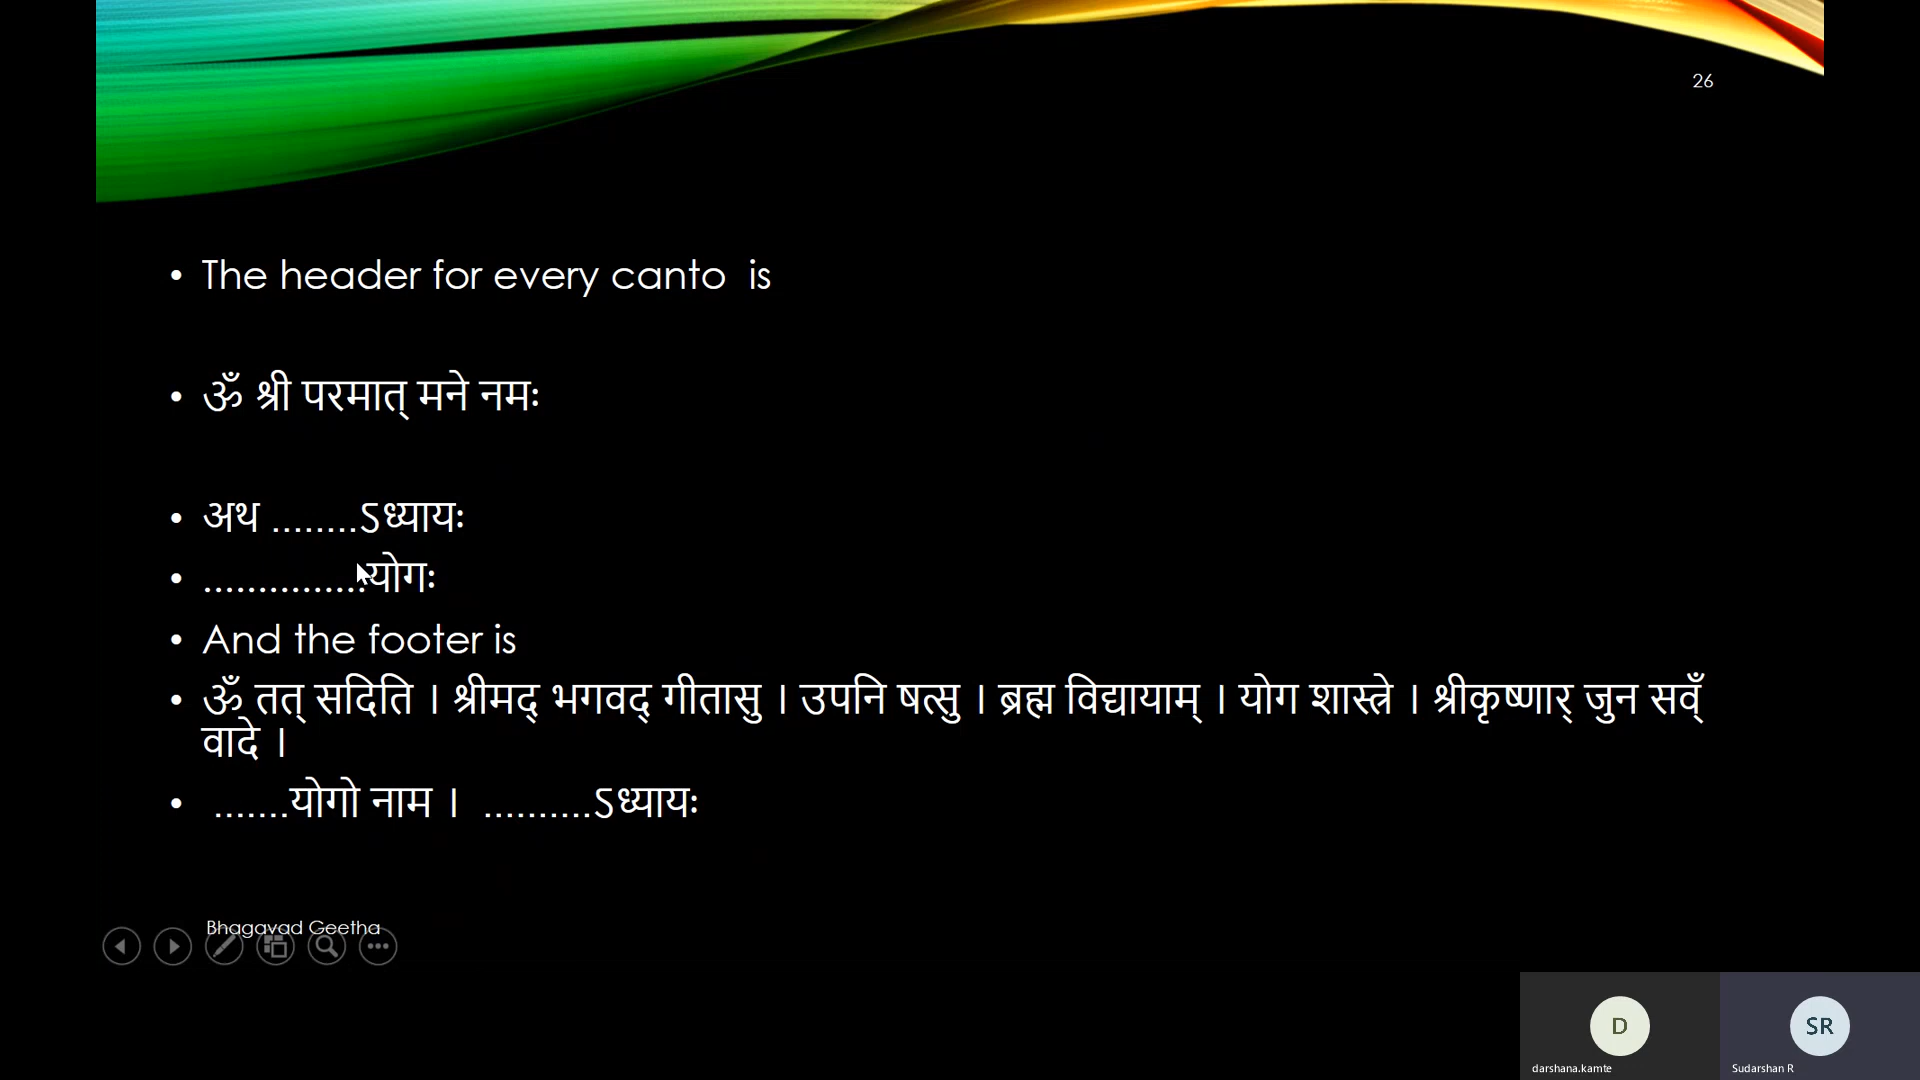 26
• The header for every canto is
• ॐ श्री परमात् मने नमः
• अथ ........ऽध्यायः
• ...............योगः
• And the footer is
• ॐ तत् सदिति । श्रीमद् भगवद् गीतासु । उपनि षत्सु । ब्रह्म विद्यायाम् । योग शास्त्रे । श्रीकृष्णार् जुन सवँ्
वादे ।
• .......योगो नाम । ..........ऽध्यायः
Bhagavad Geetha
D
SR
darshana.kamte
Sudarshan R